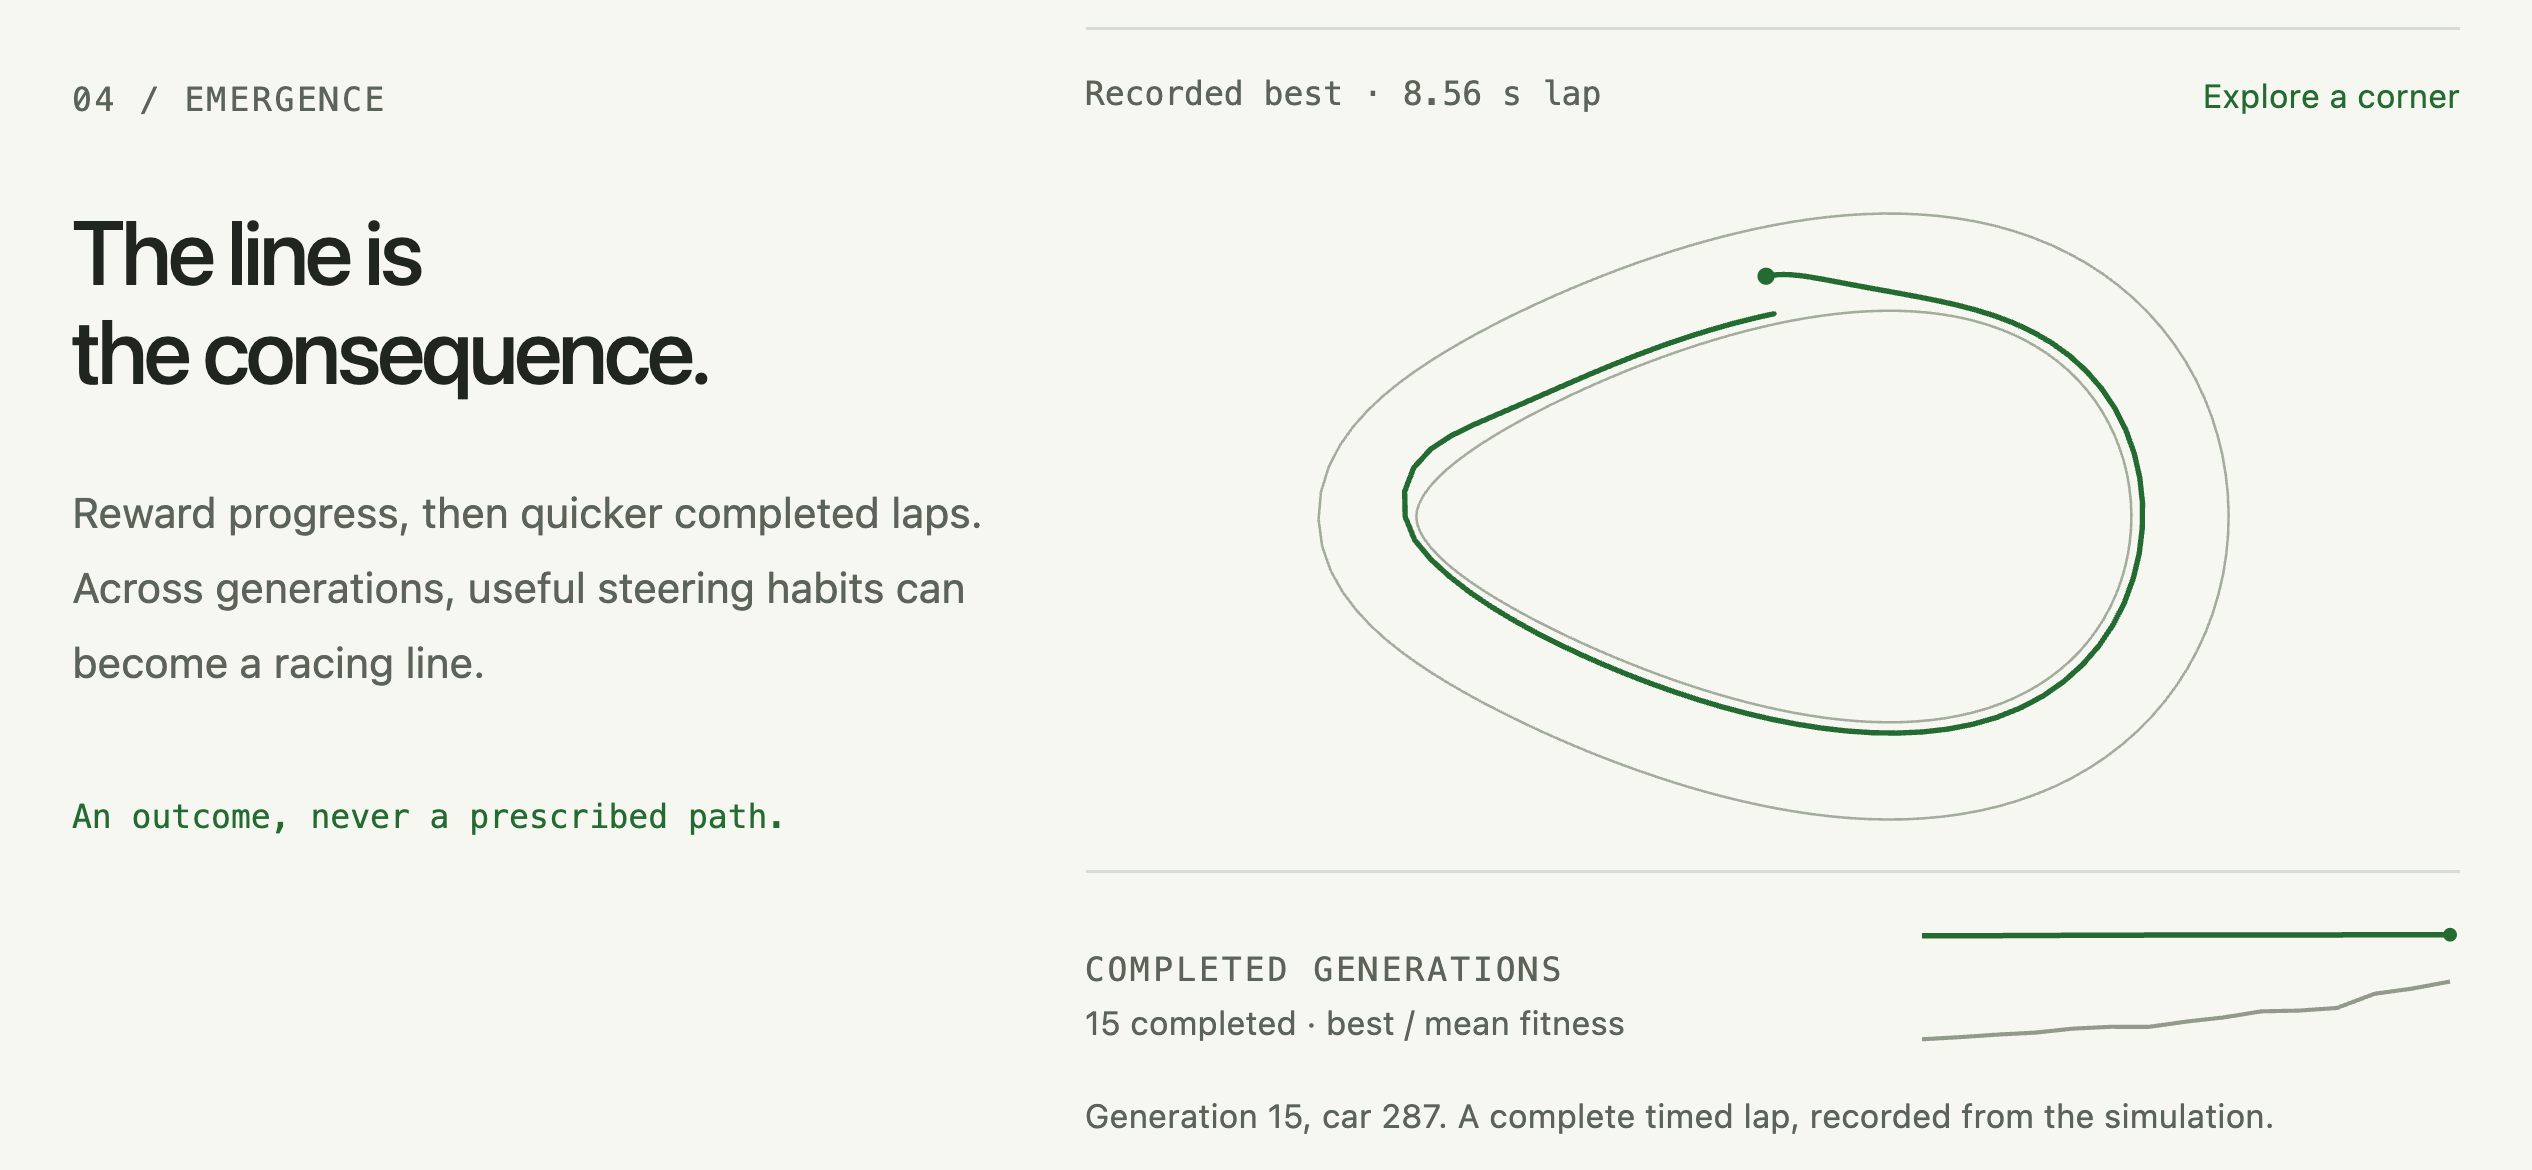 04 / EMERGENCE
The line is
the consequence.
Reward progress, then quicker completed laps.
Across generations, useful steering habits can
become a racing line.
An outcome, never a prescribed path.
Recorded best · 8.56 s lap
Explore a corner
COMPLETED GENERATIONS
15 completed · best / mean fitness
Generation 15, car 287. A complete timed lap, recorded from the simulation.